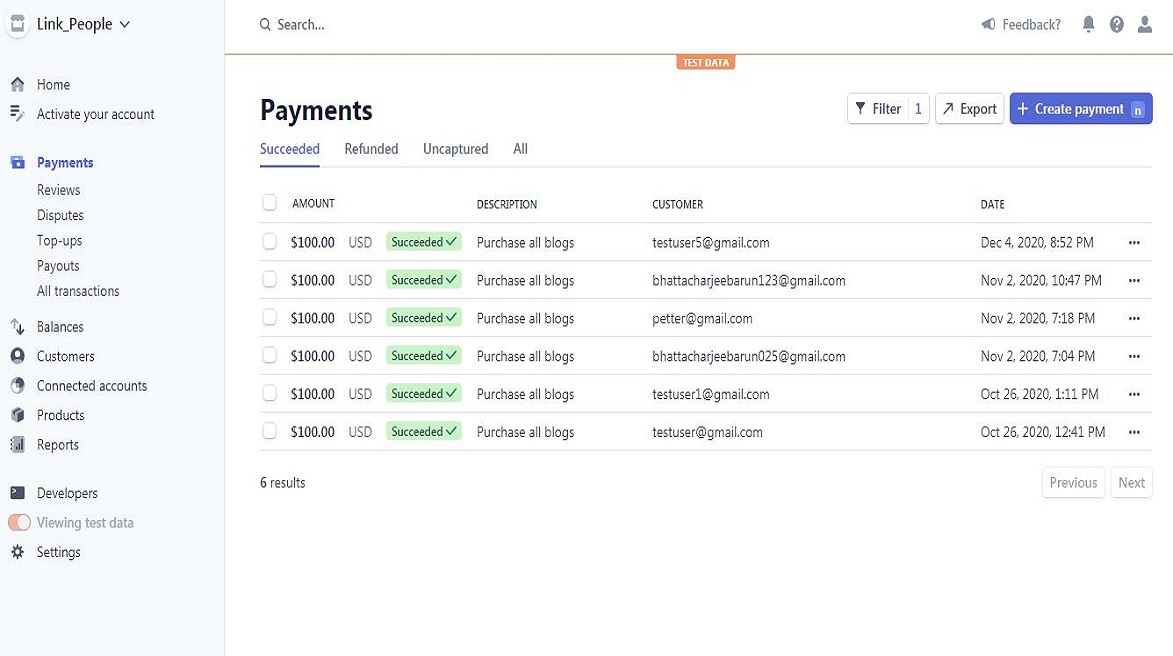 Link_People
Search...
Feedback?
TEST DATA
Home
Activate your account
Payments
Reviews
Disputes
Top-ups
Payouts
All transactions
Balances
Customers
Connected accounts
Products
Reports
Developers
Viewing test data
Settings
Payments
Filter 1 Export + Create payment n
Succeeded Refunded Uncaptured All
AMOUNT DESCRIPTION CUSTOMER DATE
$100.00 USD Succeeded ✓ Purchase all blogs testuser5@gmail.com Dec 4, 2020, 8:52 PM ...
$100.00 USD Succeeded ✓ Purchase all blogs bhattacharjeebarun123@gmail.com Nov 2, 2020, 10:47 PM ...
$100.00 USD Succeeded ✓ Purchase all blogs petter@gmail.com Nov 2, 2020, 7:18 PM ...
$100.00 USD Succeeded ✓ Purchase all blogs bhattacharjeebarun025@gmail.com Nov 2, 2020, 7:04 PM ...
$100.00 USD Succeeded ✓ Purchase all blogs testuser1@gmail.com Oct 26, 2020, 1:11 PM ...
$100.00 USD Succeeded ✓ Purchase all blogs testuser@gmail.com Oct 26, 2020, 12:41 PM ...
6 results Previous Next